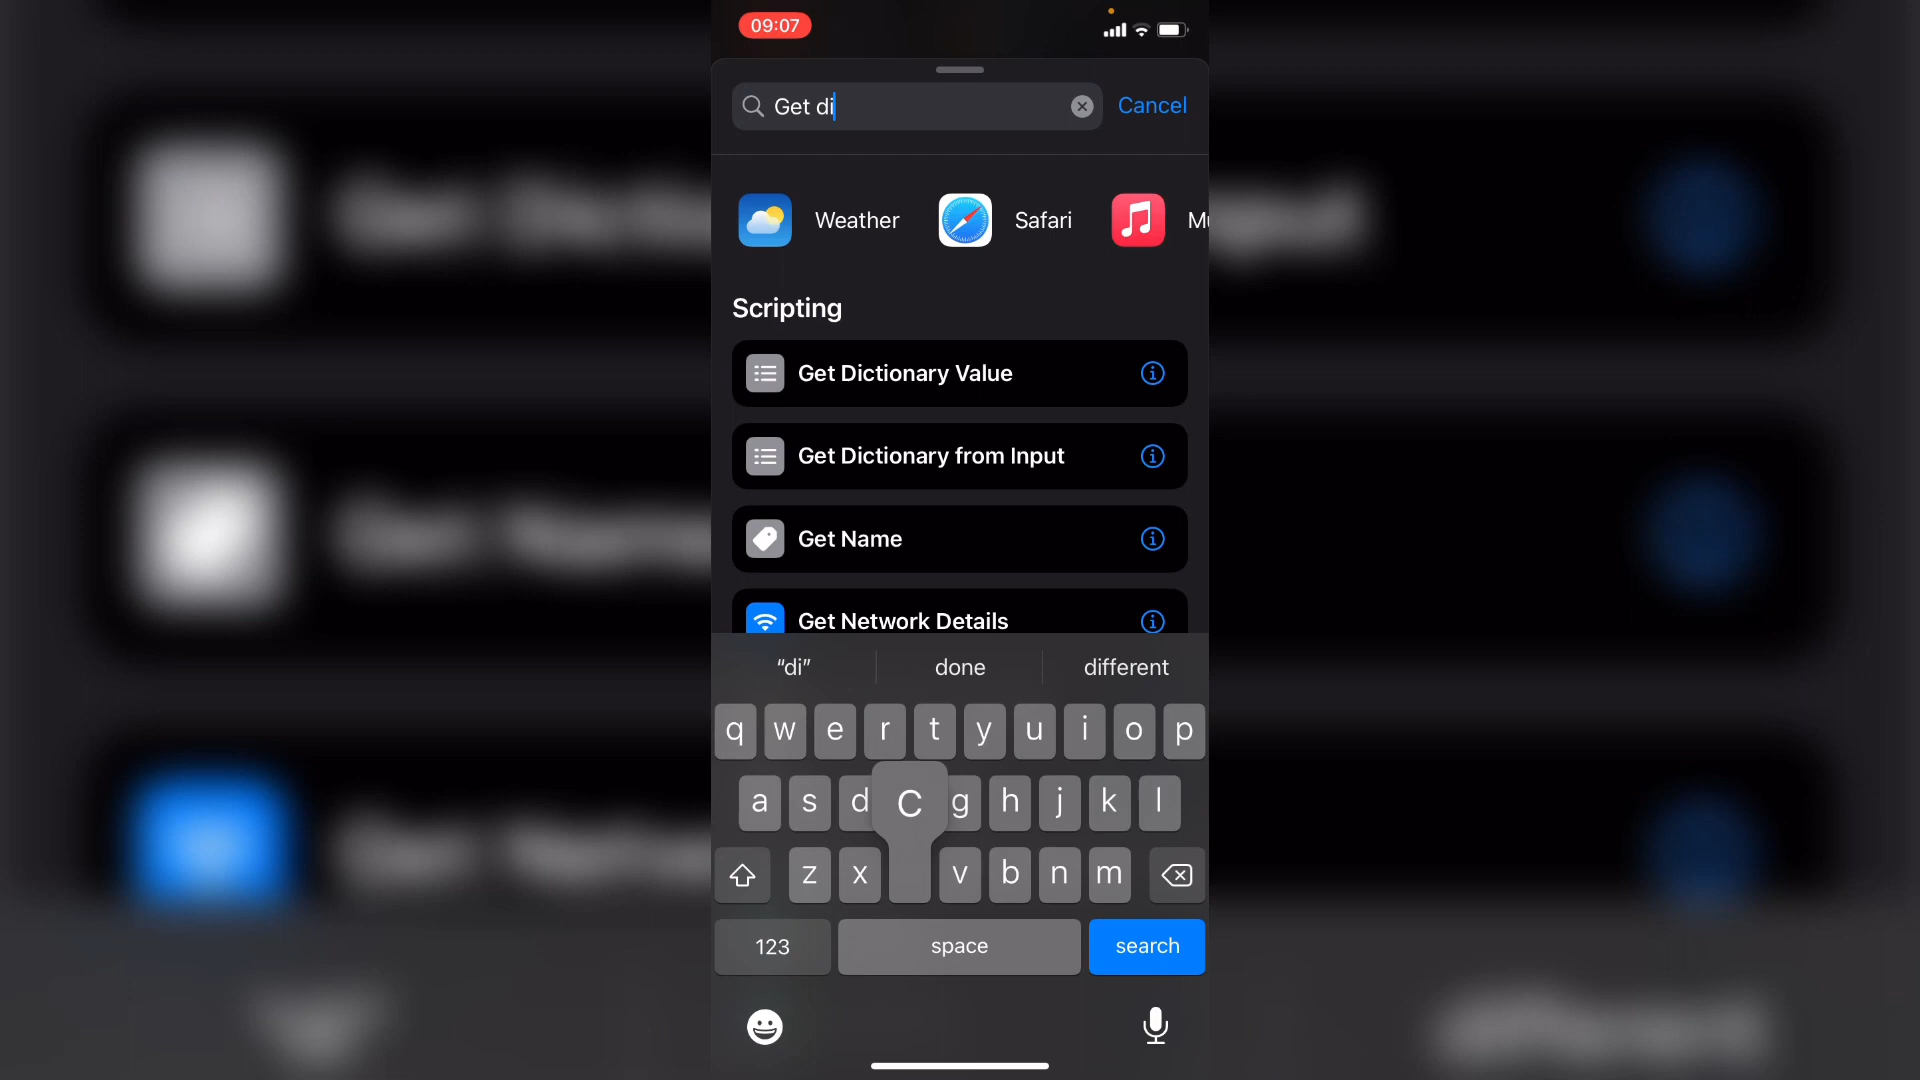 09:07
Get di
Cancel
Weather
Safari
Mu
Scripting
Get Dictionary Value
Get Dictionary from Input
Get Name
Get Network Details
“di”
done
different
q w e r t y u i o p
a s d C g h j k l
z x v b n m
123
space
search